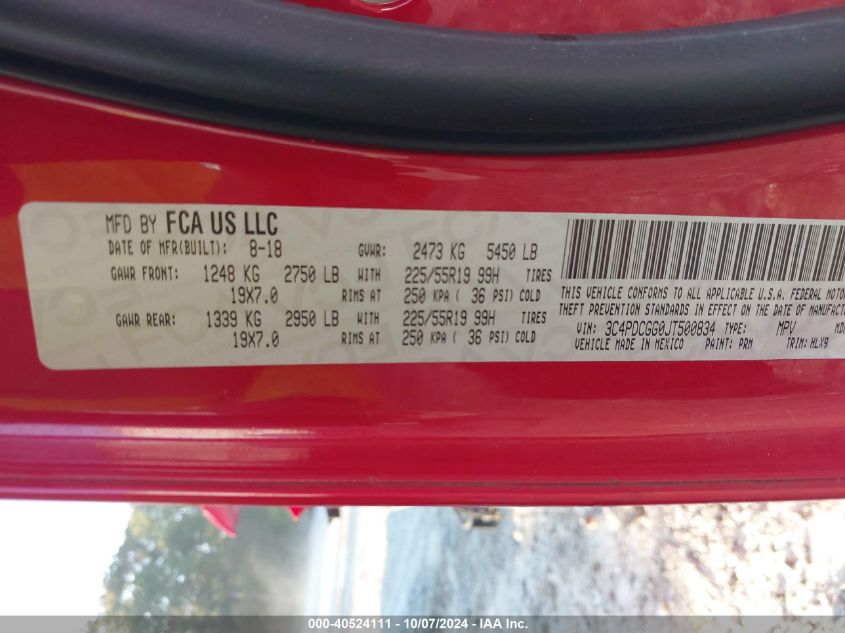 MFD BY FCA US LLC
DATE OF MFR(BUILT): 8-18 GVWR: 2473 KG 5450 LB
GAWR FRONT: 1248 KG 2750 LB WITH 225/55R19 99H TIRES
19X7.0 RIMS AT 250 KPA ( 36 PSI) COLD
GAWR REAR: 1339 KG 2950 LB WITH 225/55R19 99H TIRES
19X7.0 RIMS AT 250 KPA ( 36 PSI) COLD
THIS VEHICLE CONFORMS TO ALL APPLICABLE U.S.A. FEDERAL MOTOR
THEFT PREVENTION STANDARDS IN EFFECT ON THE DATE OF MANUFACTUR
VIN: 3C4PDCGG0JT500834 TYPE: MPV
VEHICLE MADE IN MEXICO PAINT: PRM TRIM: HLX9
000-40524111 - 10/07/2024 - IAA Inc.